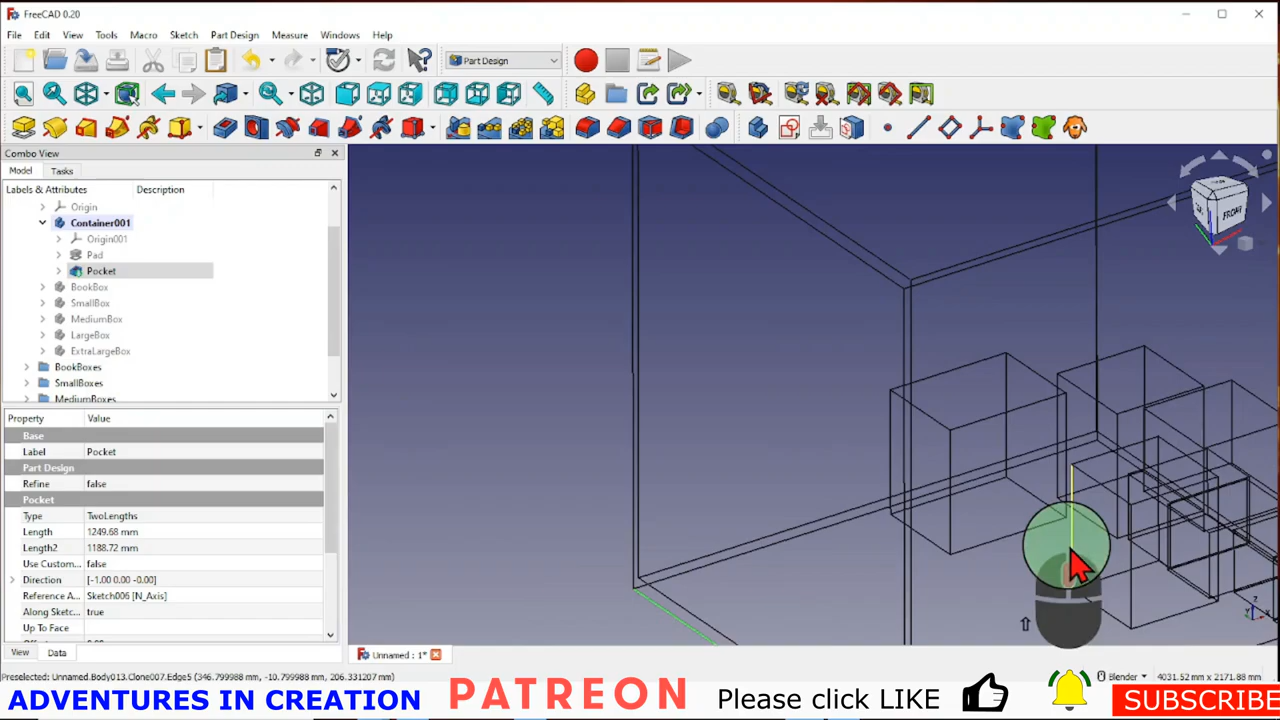 FreeCAD 0.20
File Edit View Tools Macro Sketch Part Design Measure Windows Help
Part Design
Combo View
Model Tasks
Labels & Attributes Description
Origin
Container001
Origin001
Pad
Pocket
BookBox
SmallBox
MediumBox
LargeBox
ExtraLargeBox
BookBoxes
SmallBoxes
MediumBoxes
Property Value
Base
Label Pocket
Part Design
Refine false
Pocket
Type TwoLengths
Length 1249.68 mm
Length2 1188.72 mm
Use Custom... false
Direction [-1.00 0.00 -0.00]
Reference A... Sketch006 [N_Axis]
Along Sketc... true
Up To Face
View Data
Unnamed : 1*
FRONT
Preselected: Unnamed.Body013.Clone007.Edge5 (346.799988 mm, -10.799988 mm, 206.331207 mm)
Blender 4031.52 mm x 2171.88 mm
ADVENTURES IN CREATION PATREON Please click LIKE SUBSCRIBE